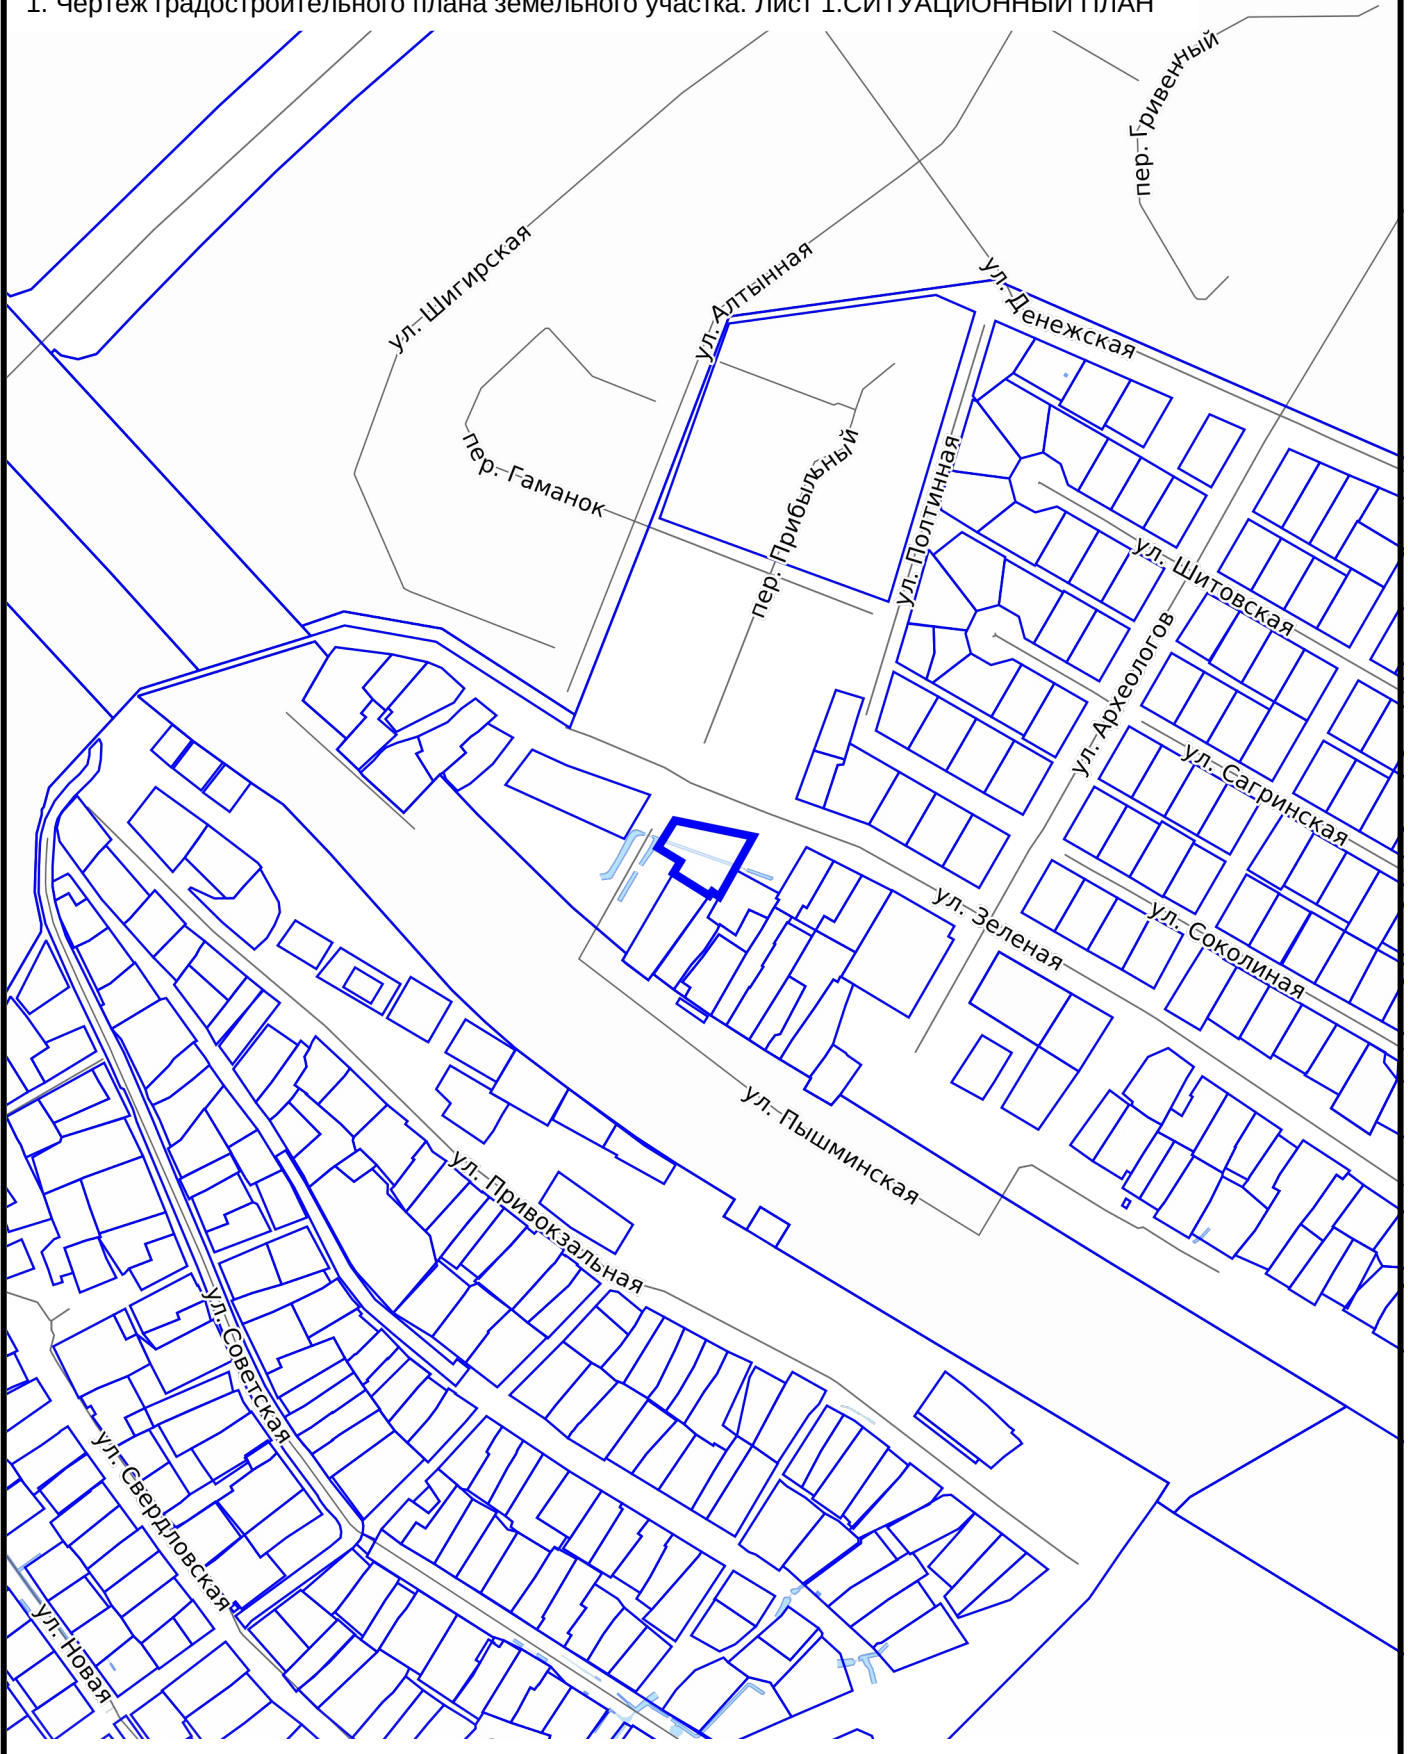 1. Чертеж градостроительного плана земельного участка. Лист 1.СИТУАЦИОННЫЙ ПЛАН
пер. Гривенный
ул. Шигирская
ул. Алтынная
ул. Денежская
пер. Гаманок
пер. Прибыльный
ул. Полтинная
ул. Шитовская
ул. Археологов
ул. Сагринская
ул. Зеленая
ул. Соколиная
ул. Пышминская
ул. Привокзальная
ул. Советская
ул. Свердловская
ул. Новая